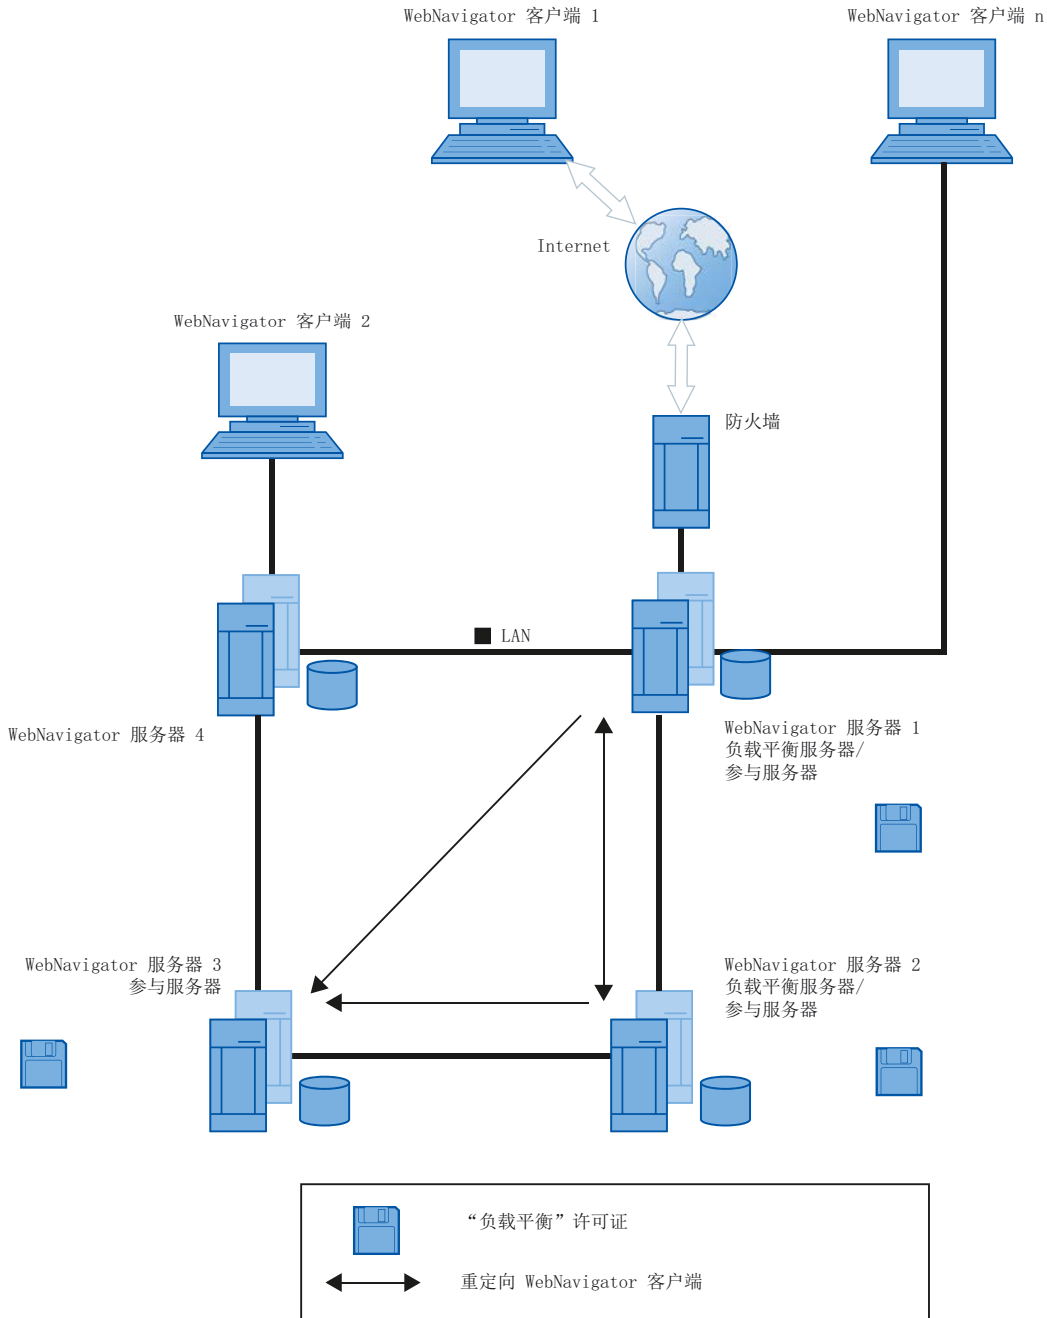 WebNavigator 客户端 1
WebNavigator 客户端 n
Internet
WebNavigator 客户端 2
防火墙
LAN
WebNavigator 服务器 4
WebNavigator 服务器 1
负载平衡服务器/
参与服务器
WebNavigator 服务器 3
参与服务器
WebNavigator 服务器 2
负载平衡服务器/
参与服务器
“负载平衡”许可证
重定向 WebNavigator 客户端